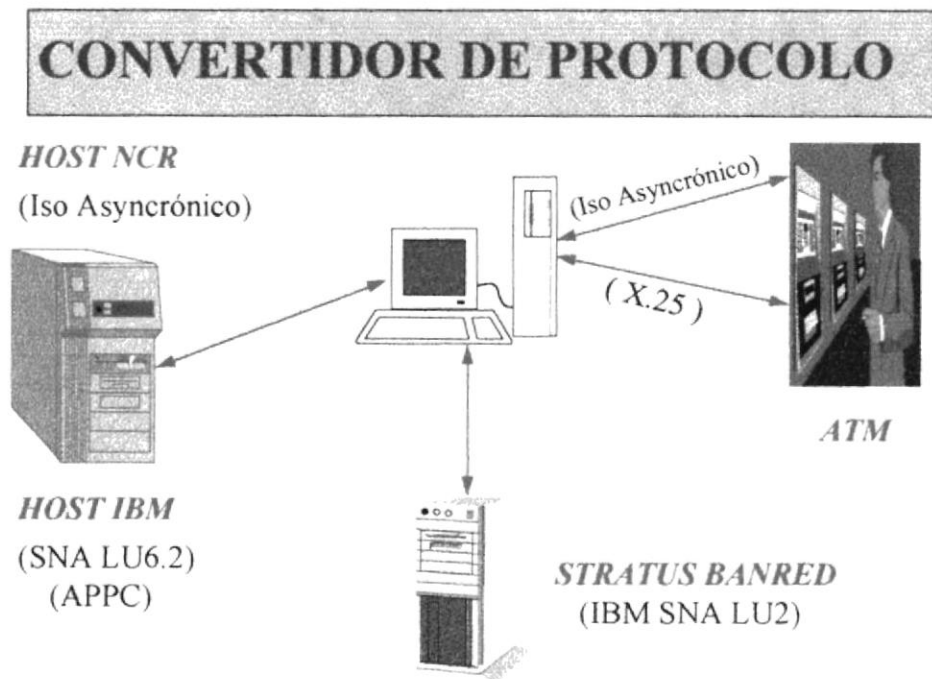 CONVERTIDOR DE PROTOCOLO
HOST NCR
(Iso Asyncrónico)
(Iso Asyncrónico)
( X.25 )
ATM
HOST IBM
(SNA LU6.2)
(APPC)
STRATUS BANRED
(IBM SNA LU2)